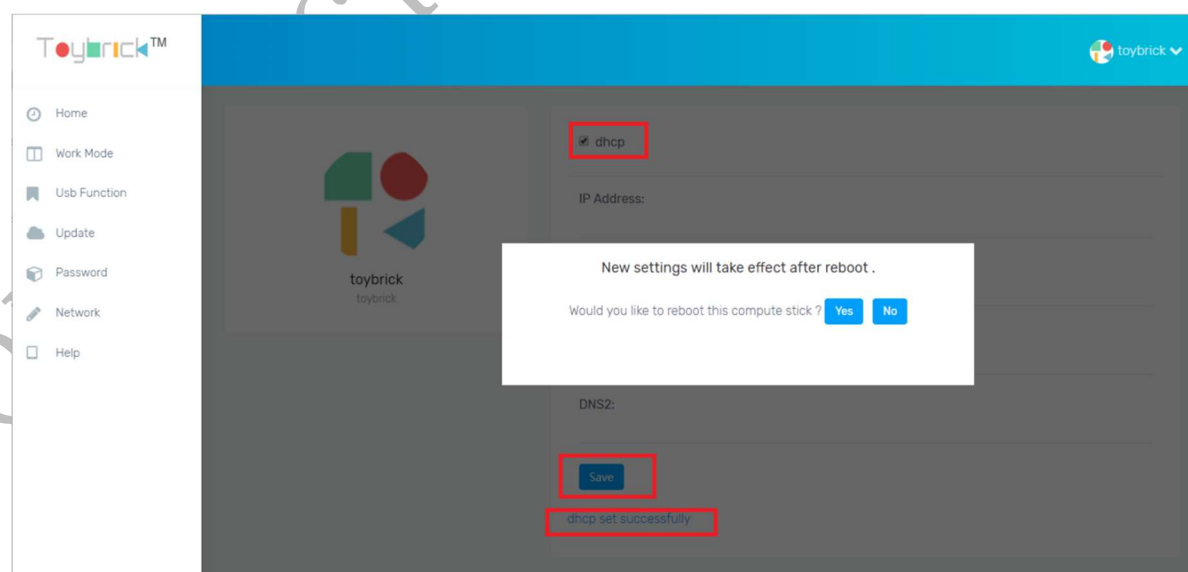 Toybrick™
toybrick
Home
Work Mode
Usb Function
Update
Password
Network
Help
toybrick
toybrick
dhcp
IP Address:
New settings will take effect after reboot .
Would you like to reboot this compute stick ? Yes No
DNS2:
Save
dhcp set successfully